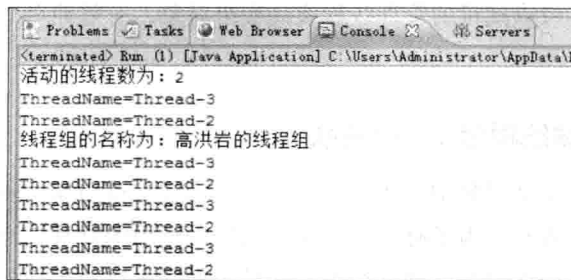 Problems Tasks Web Browser Console Servers
<terminated> Run (1) [Java Application] C:\Users\Administrator\AppData\
活动的线程数为：2
ThreadName=Thread-3
ThreadName=Thread-2
线程组的名称为：高洪岩的线程组
ThreadName=Thread-3
ThreadName=Thread-2
ThreadName=Thread-3
ThreadName=Thread-2
ThreadName=Thread-3
ThreadName=Thread-2